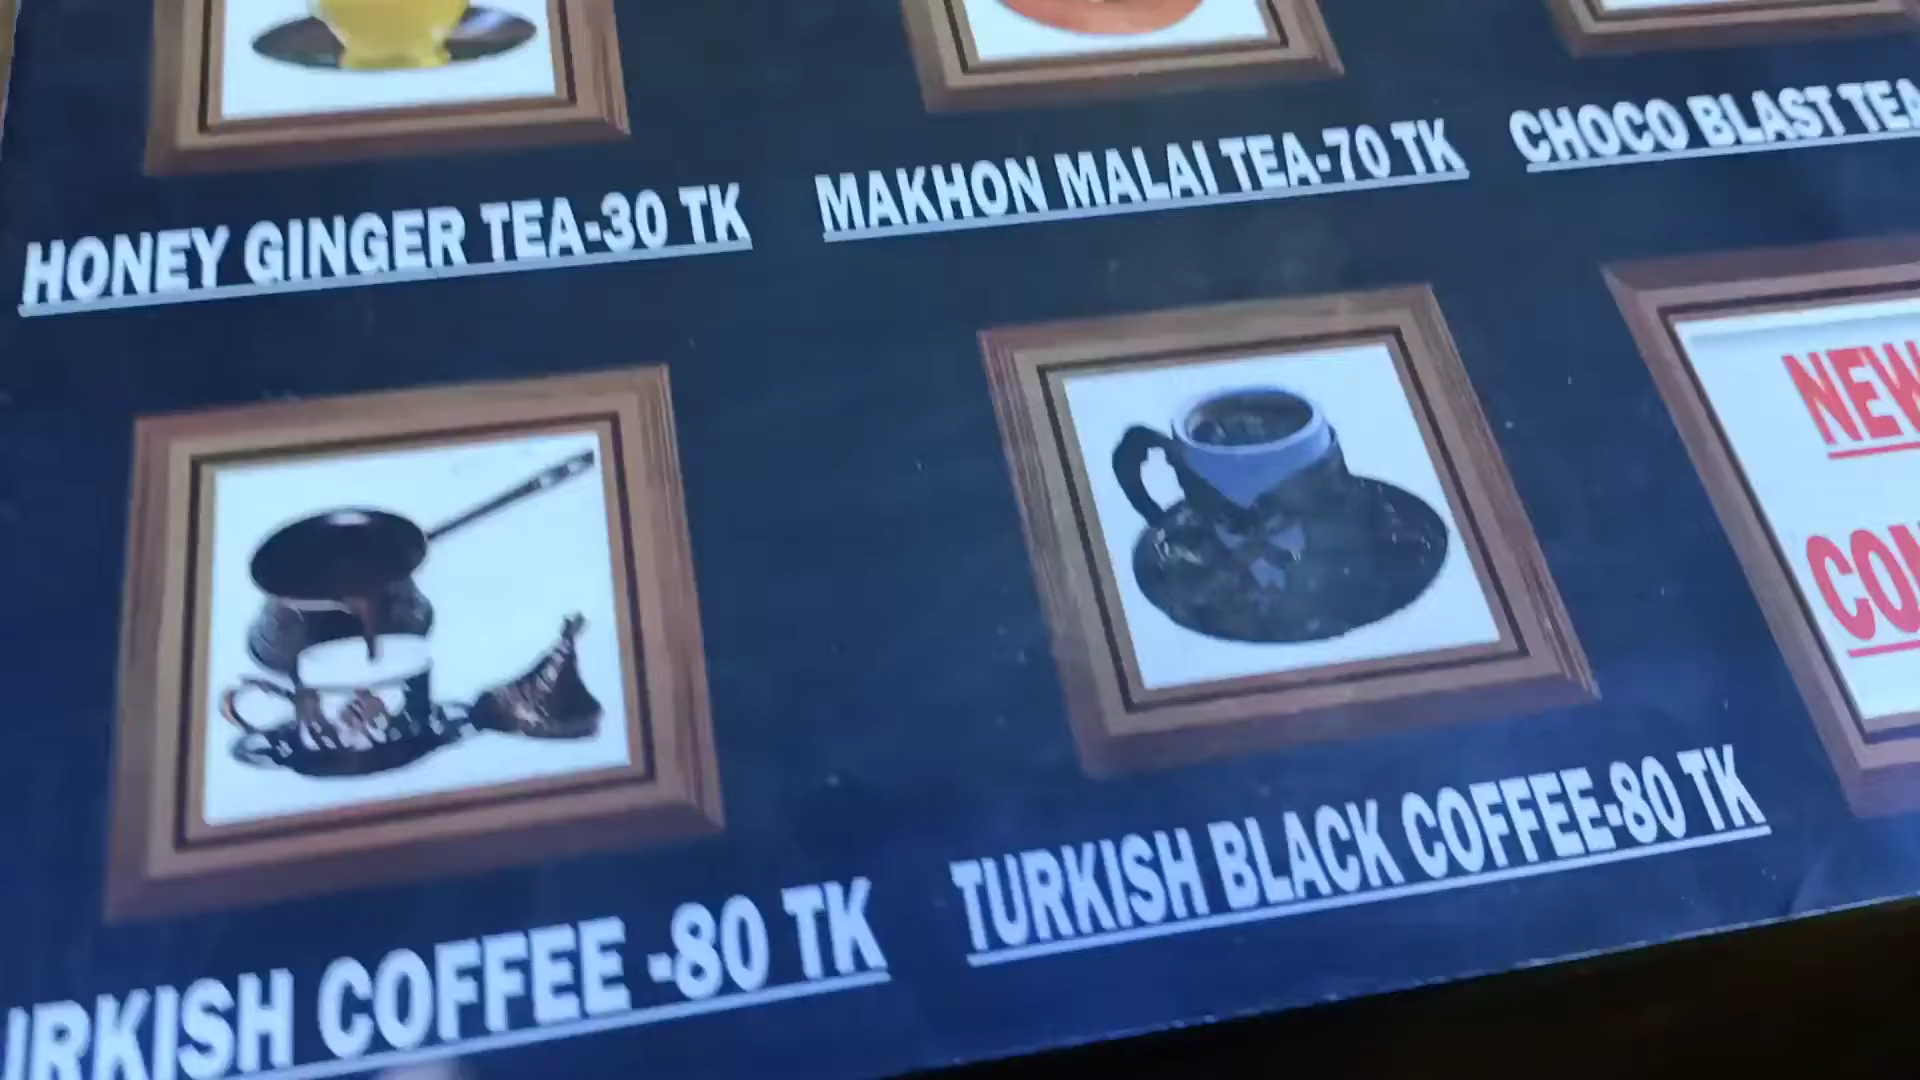 HONEY GINGER TEA-30 TK
MAKHON MALAI TEA-70 TK
CHOCO BLAST TEA
NEW
COFFEE -80 TK
TURKISH BLACK COFFEE-80 TK